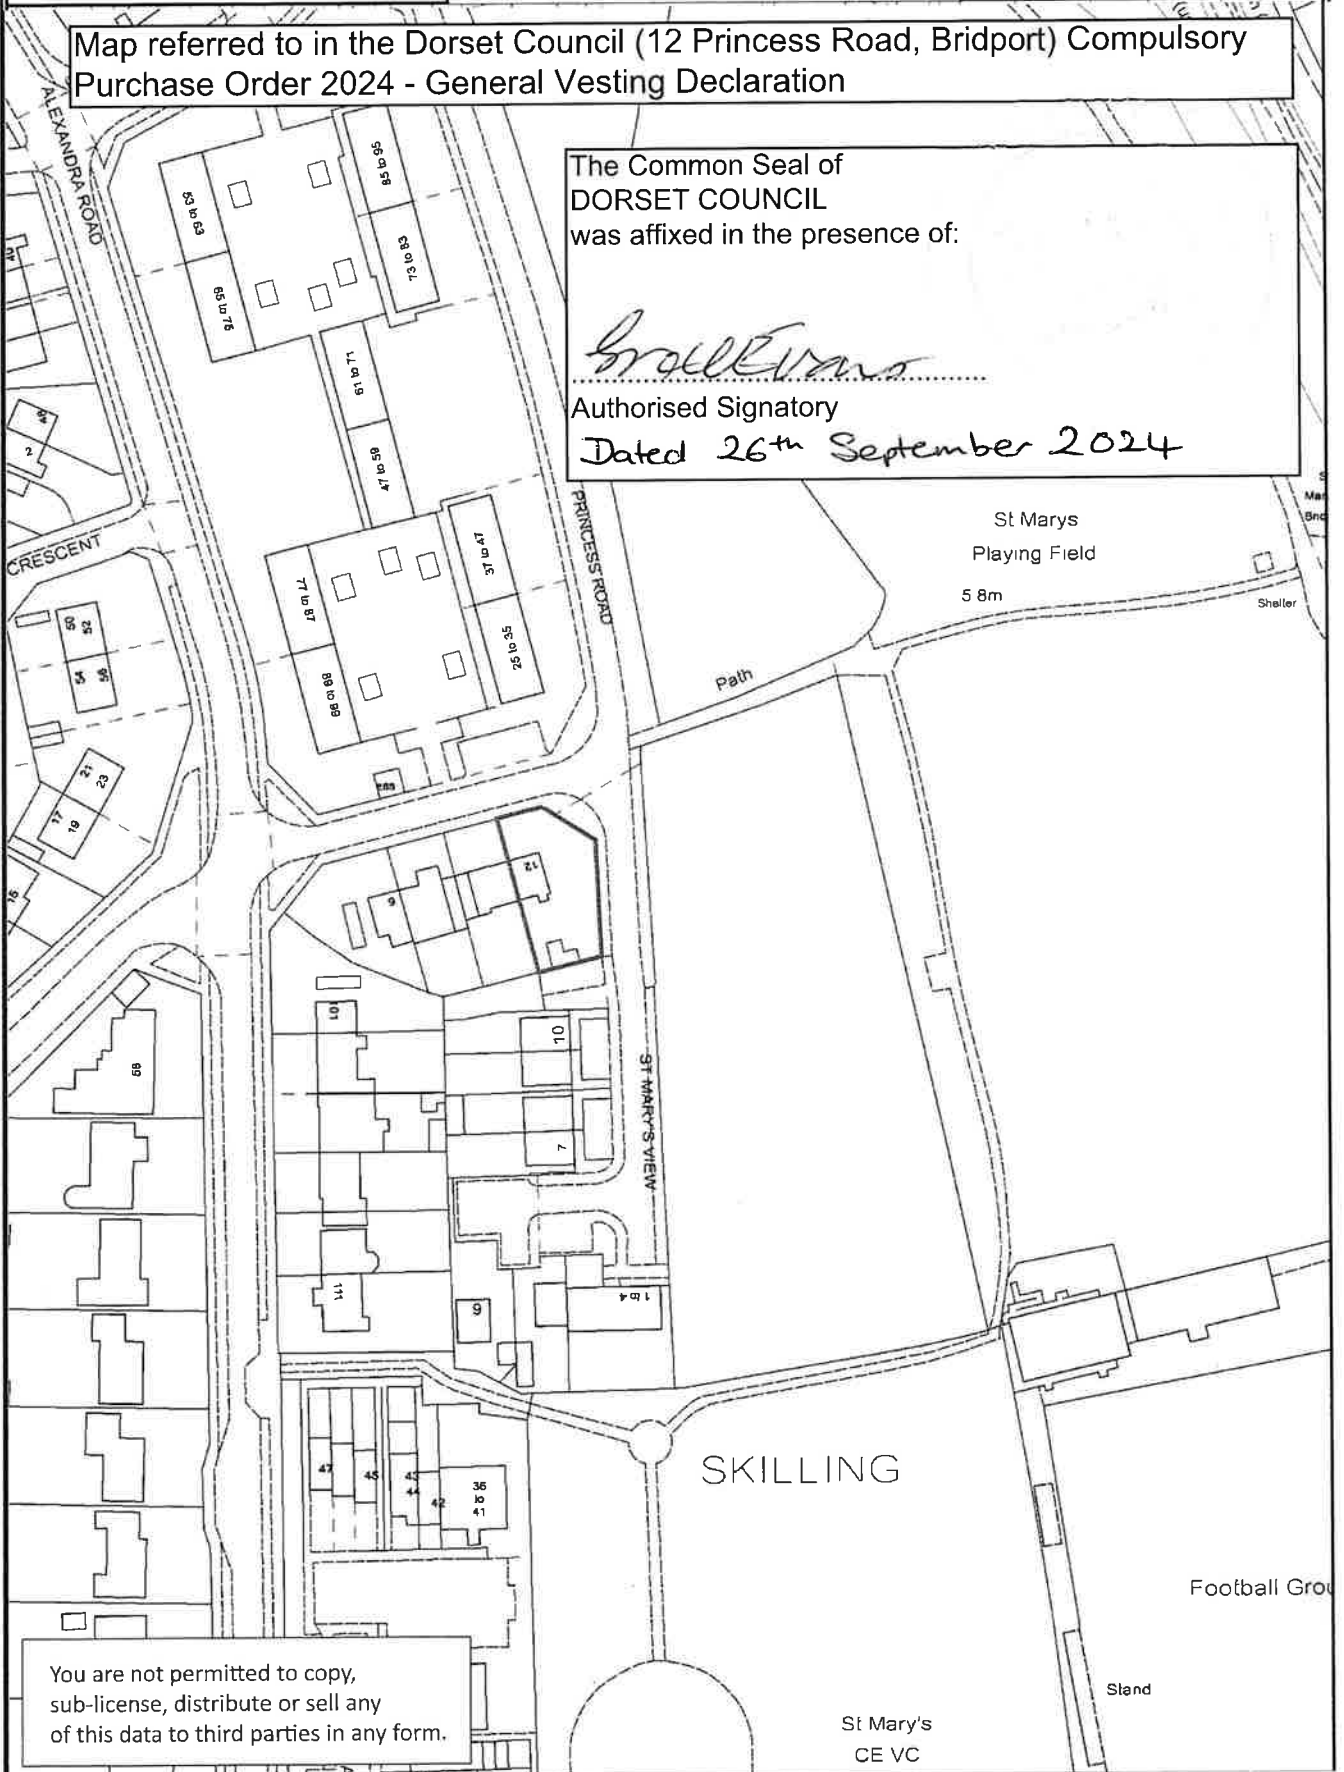 Map referred to in the Dorset Council (12 Princess Road, Bridport) Compulsory
Purchase Order 2024 - General Vesting Declaration
The Common Seal of
DORSET COUNCIL
was affixed in the presence of:
Authorised Signatory
Dated 26th September 2024
ALEXANDRA ROAD
53 to 63
85 to 95
73 to 83
65 to 75
61 to 71
47 to 59
49
2
CRESCENT
PRINCESS ROAD
37 to 47
25 to 35
77 to 87
89 to 99
St Marys
Playing Field
5 8m
Shelter
Path
50
52
54
56
21
23
17
19
15
12
9
101
68
10
7
ST MARY'S VIEW
111
9
1 to 4
SKILLING
47
45
43
44
42
36
to
41
Football Grou
Stand
St Mary's
CE VC
You are not permitted to copy,
sub-license, distribute or sell any
of this data to third parties in any form.